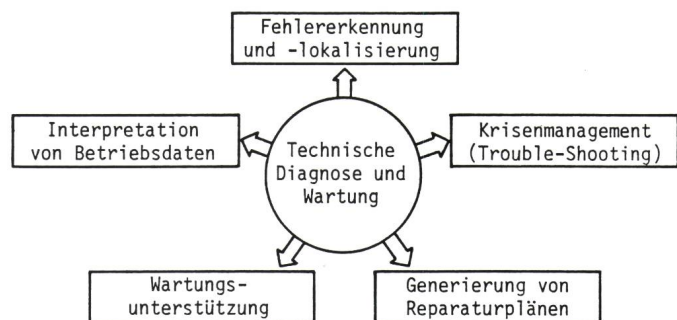 Fehlererkennung
und -lokalisierung
Interpretation
von Betriebsdaten
Technische
Diagnose und
Wartung
Krisenmanagement
(Trouble-Shooting)
Wartungs-
unterstützung
Generierung von
Reparaturplänen